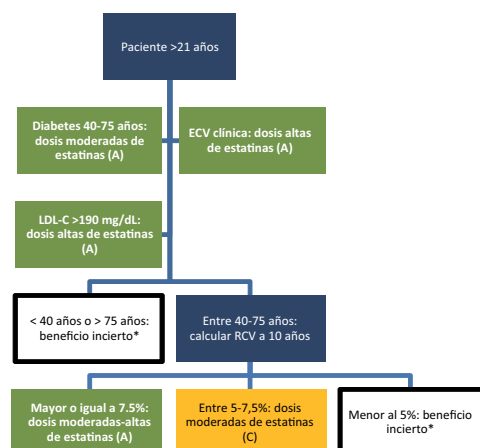 Paciente >21 años
Diabetes 40-75 años:
dosis moderadas de
estatinas (A)
ECV clínica: dosis altas
de estatinas (A)
LDL-C >190 mg/dL:
dosis altas de estatinas
(A)
< 40 años o > 75 años:
beneficio incierto*
Entre 40-75 años:
calcular RCV a 10 años
Mayor o igual a 7.5%:
dosis moderadas-altas
de estatinas (A)
Entre 5-7,5%: dosis
moderadas de estatinas
(C)
Menor al 5%: beneficio
incierto*